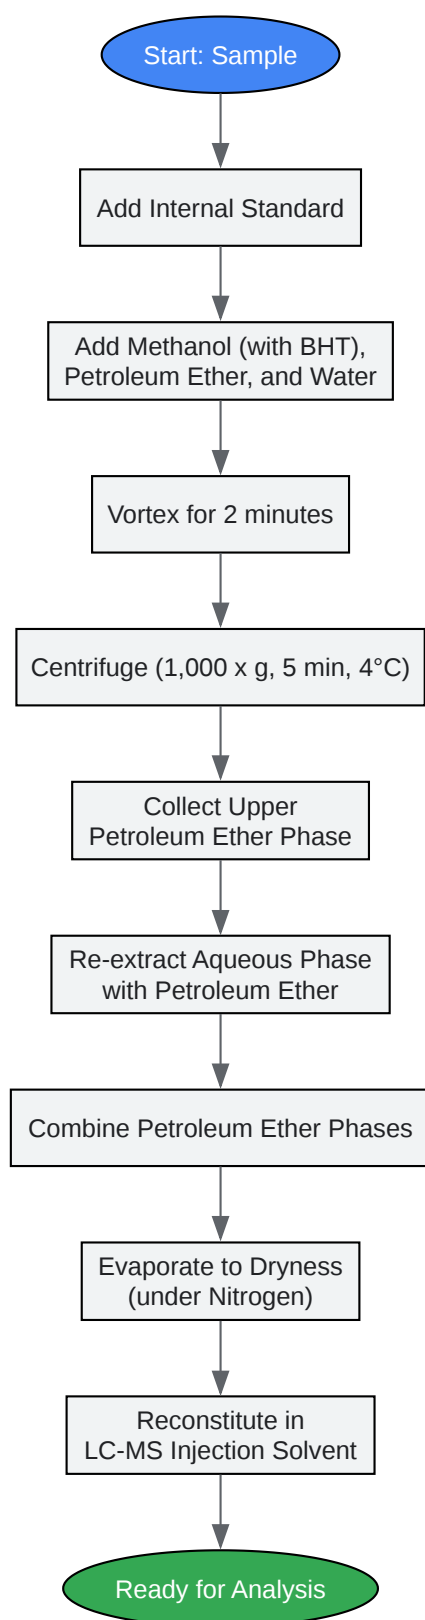 Start: Sample
Add Internal Standard
Add Methanol (with BHT),
Petroleum Ether, and Water
Vortex for 2 minutes
Centrifuge (1,000 x g, 5 min, 4°C)
Collect Upper
Petroleum Ether Phase
Re-extract Aqueous Phase
with Petroleum Ether
Combine Petroleum Ether Phases
Evaporate to Dryness
(under Nitrogen)
Reconstitute in
LC-MS Injection Solvent
Ready for Analysis